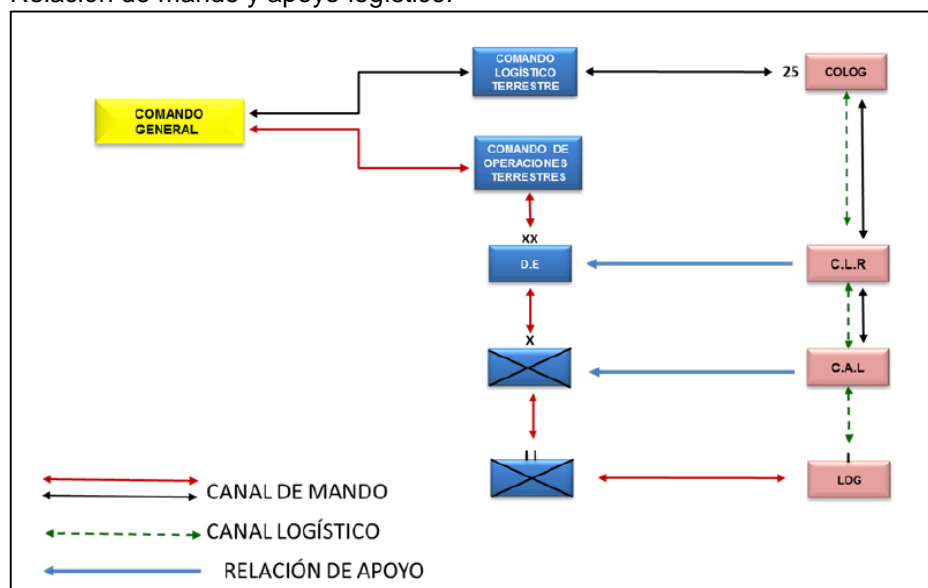 Relación de mando y apoyo logístico.
COMANDO
LOGÍSTICO
TERRESTRE
25
COLOG
COMANDO
GENERAL
COMANDO DE
OPERACIONES
TERRESTRES
XX
D.E
C.L.R
X
C.A.L
I I
I
LOG
CANAL DE MANDO
CANAL LOGÍSTICO
RELACIÓN DE APOYO